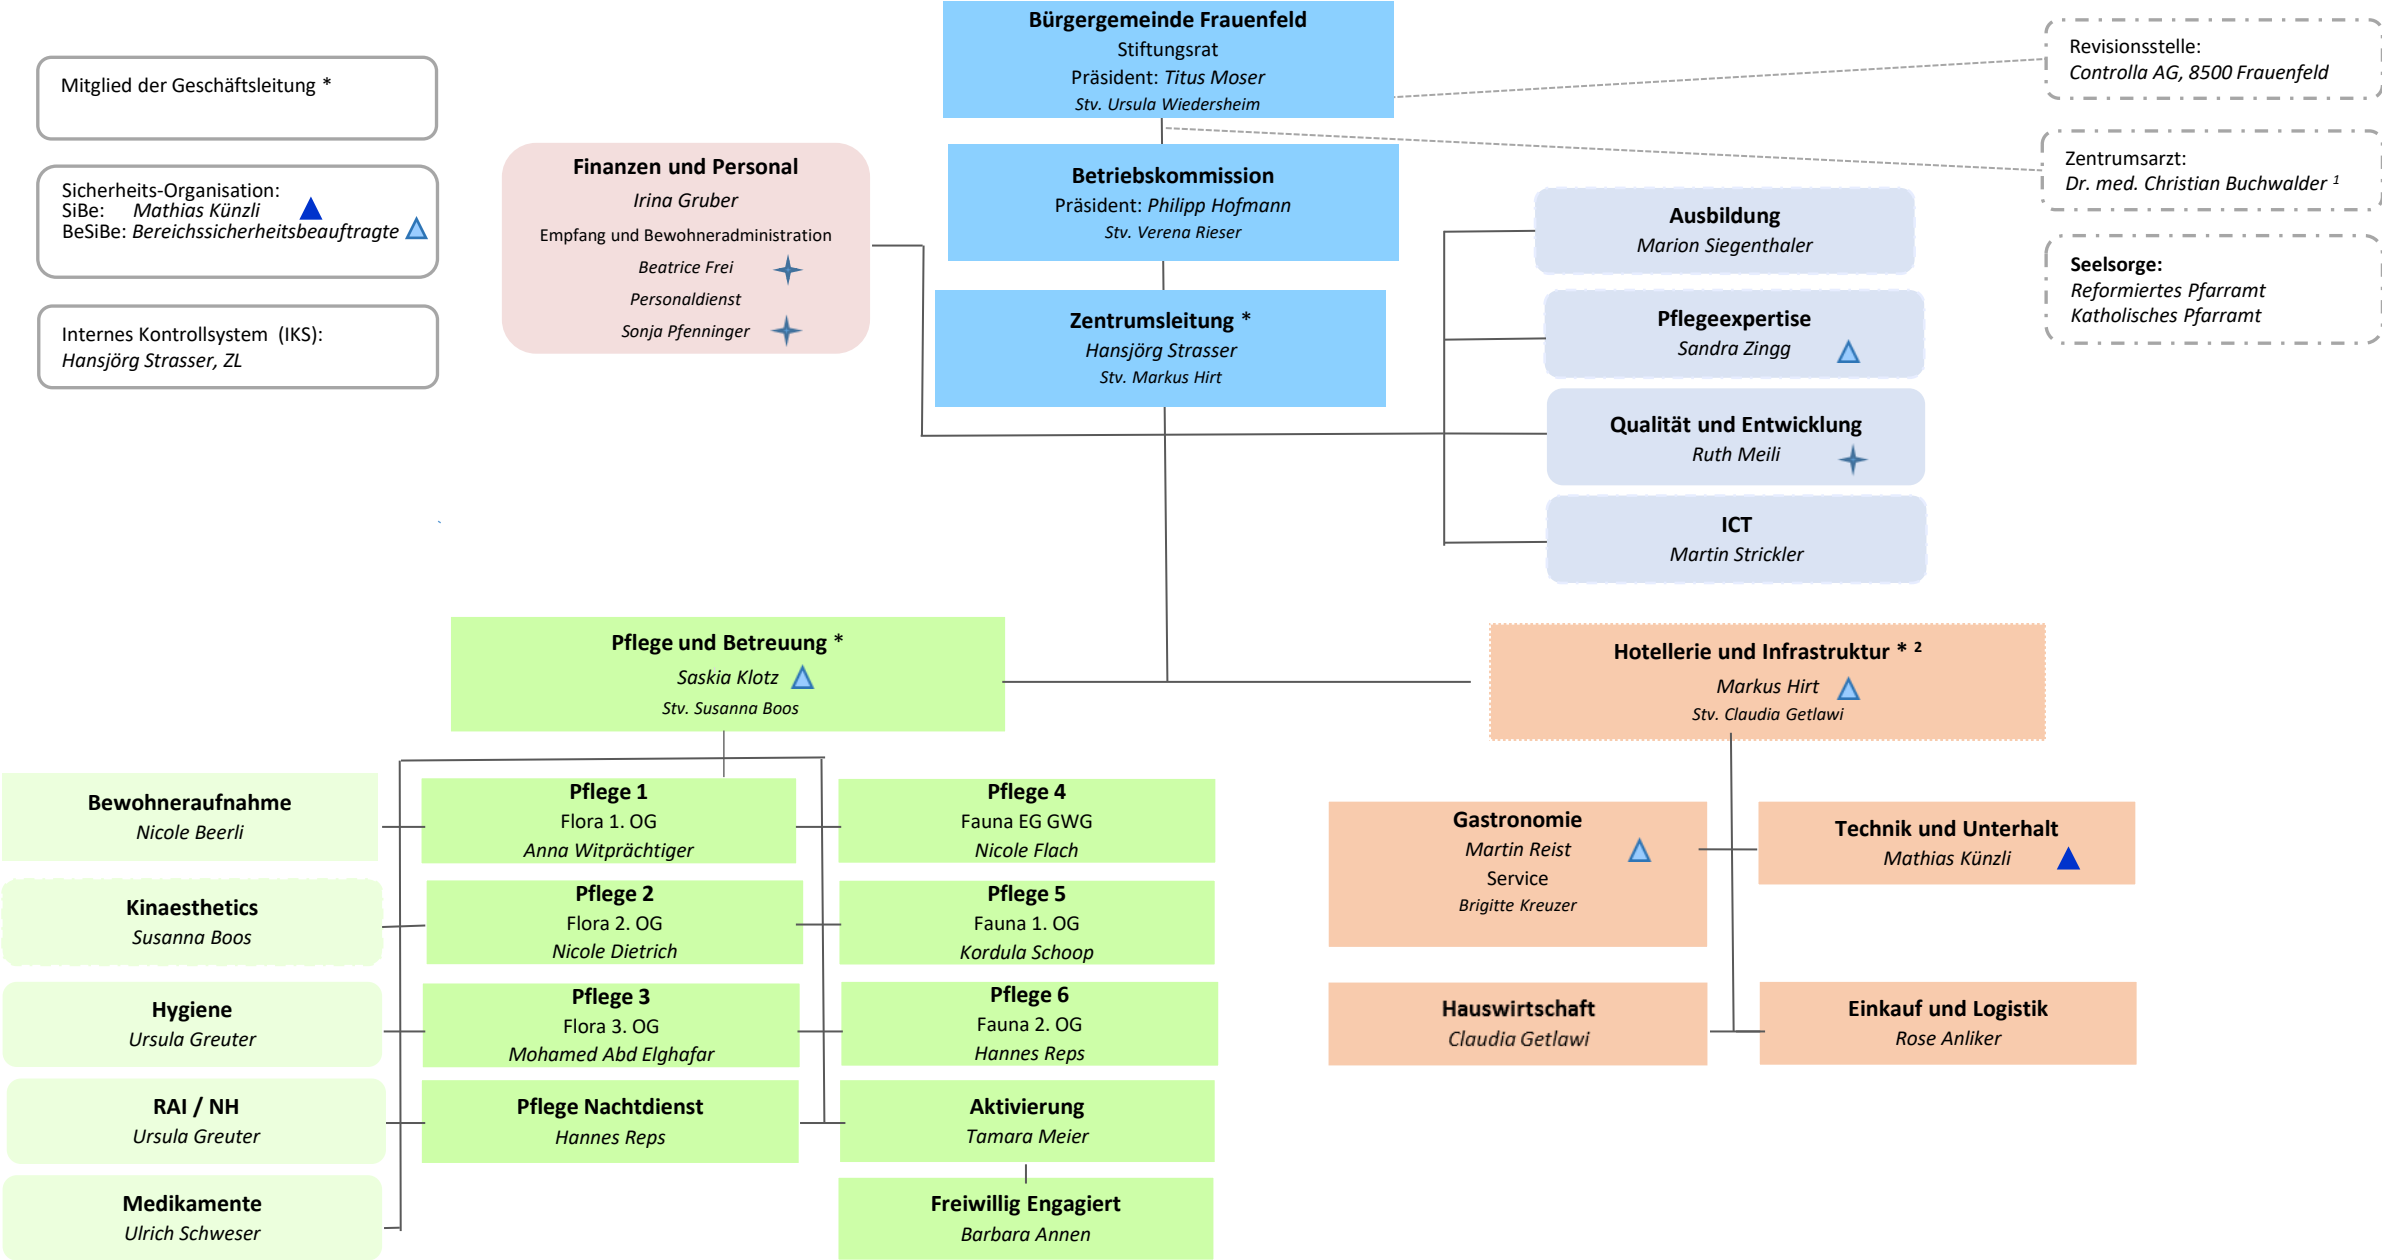 Bürgergemeinde Frauenfeld
Stiftungsrat
Präsident: Titus Moser
Stv. Ursula Wiedersheim
Revisionsstelle:
Controlla AG, 8500 Frauenfeld
Mitglied der Geschäftsleitung *
Zentrumsarzt:
Dr. med. Christian Buchwalder 1
Finanzen und Personal
Irina Gruber
Empfang und Bewohneradministration
Beatrice Frei
Personaldienst
Sonja Pfenninger
Betriebskommission
Präsident: Philipp Hofmann
Stv. Verena Rieser
Sicherheits-Organisation:
SiBe: Mathias Künzli
BeSiBe: Bereichssicherheitsbeauftragte
Ausbildung
Marion Siegenthaler
Seelsorge:
Reformiertes Pfarramt
Katholisches Pfarramt
Internes Kontrollsystem (IKS):
Hansjörg Strasser, ZL
Zentrumsleitung *
Hansjörg Strasser
Stv. Markus Hirt
Pflegeexpertise
Sandra Zingg
Qualität und Entwicklung
Ruth Meili
ICT
Martin Strickler
Pflege und Betreuung *
Saskia Klotz
Stv. Susanna Boos
Hotellerie und Infrastruktur * 2
Markus Hirt
Stv. Claudia Getlawi
Bewohneraufnahme
Nicole Beerli
Pflege 1
Flora 1. OG
Anna Witprächtiger
Pflege 4
Fauna EG GWG
Nicole Flach
Gastronomie
Martin Reist
Service
Brigitte Kreuzer
Technik und Unterhalt
Mathias Künzli
Kinaesthetics
Susanna Boos
Pflege 2
Flora 2. OG
Nicole Dietrich
Pflege 5
Fauna 1. OG
Kordula Schoop
Hygiene
Ursula Greuter
Pflege 3
Flora 3. OG
Mohamed Abd Elghafar
Pflege 6
Fauna 2. OG
Hannes Reps
Hauswirtschaft
Claudia Getlawi
Einkauf und Logistik
Rose Anliker
RAI / NH
Ursula Greuter
Pflege Nachtdienst
Hannes Reps
Aktivierung
Tamara Meier
Medikamente
Ulrich Schweser
Freiwillig Engagiert
Barbara Annen